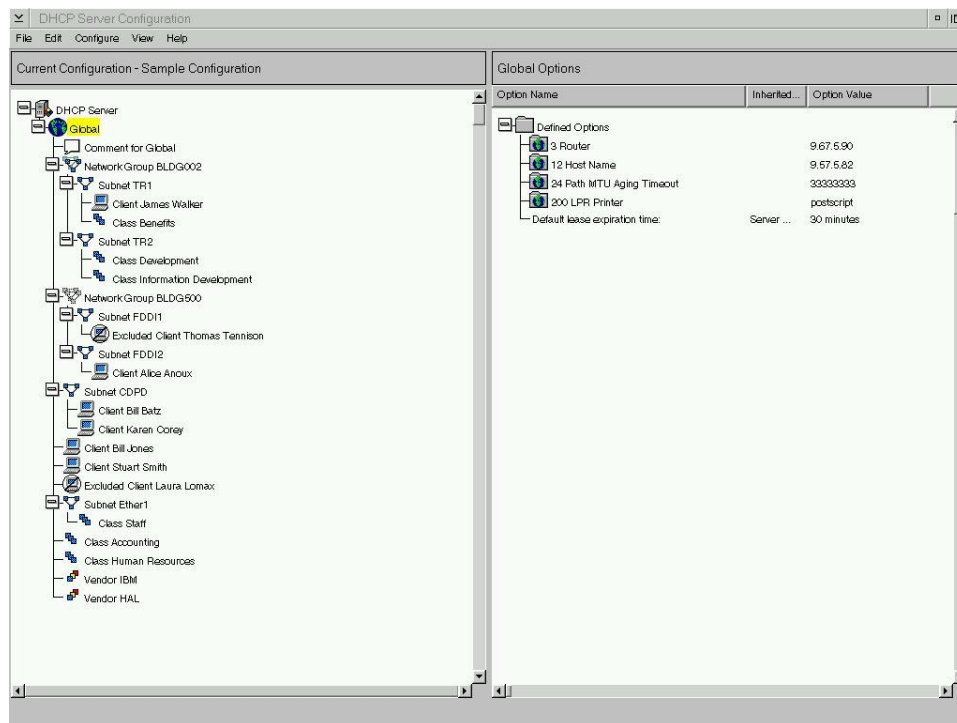 DHCP Server Configuration
File Edit Configure View Help
Current Configuration - Sample Configuration
DHCP Server
Global
Comment for Global
Network Group BLDG002
Subnet TR1
Client James Walker
Class Benefits
Subnet TR2
Class Development
Class Information Development
Network Group BLDG500
Subnet FDDI1
Excluded Client Thomas Tennison
Subnet FDDI2
Client Alice Anoux
Subnet CDPD
Client Bill Batz
Client Karen Corey
Client Bill Jones
Client Stuart Smith
Excluded Client Laura Lomax
Subnet Ether1
Class Staff
Class Accounting
Class Human Resources
Vendor IBM
Vendor HAL
Global Options
Option Name Inherited... Option Value
Defined Options
3 Router 9.67.5.90
12 Host Name 9.57.5.82
24 Path MTU Aging Timeout 33333333
200 LPR Printer postscript
Default lease expiration time: Server ... 30 minutes